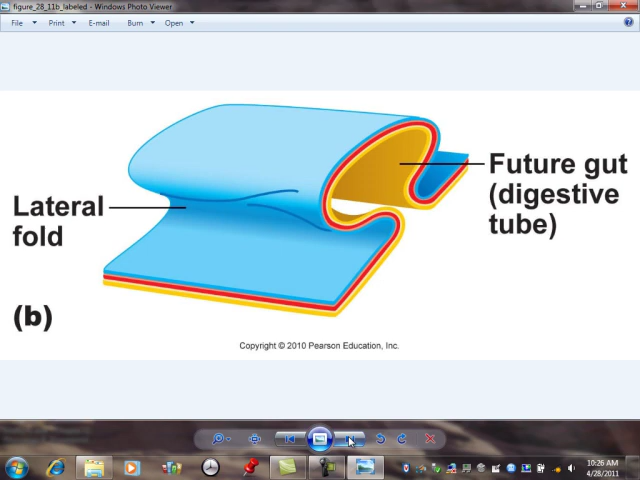 figure_28_11b_labeled - Windows Photo Viewer
File Print E-mail Burn Open
Lateral
fold
Future gut
(digestive
tube)
(b)
Copyright © 2010 Pearson Education, Inc.
10:26 AM
4/28/2011